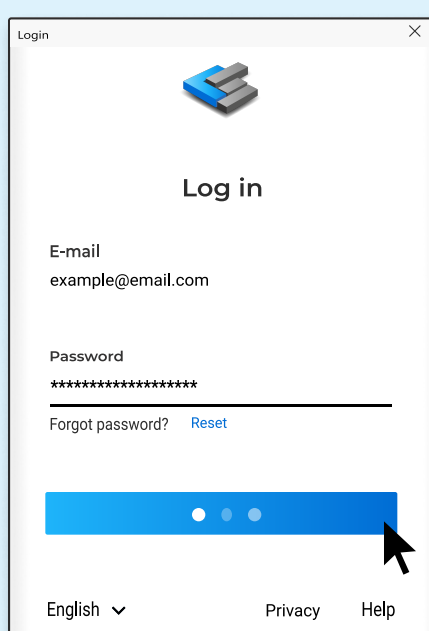 Login
Log in
E-mail
example@email.com
Password
*******************
Forgot password? Reset
English Privacy Help